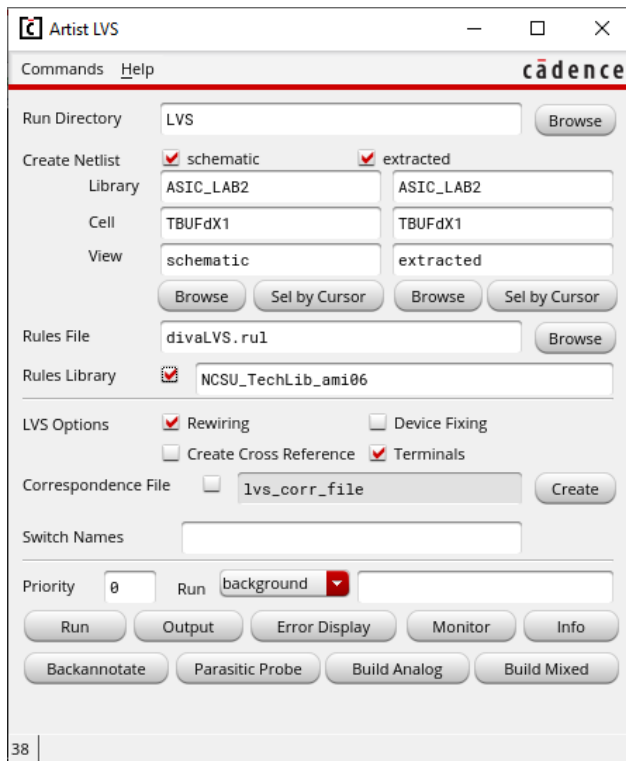 Artist LVS
Commands Help cādence
Run Directory LVS Browse
Create Netlist schematic extracted
Library ASIC_LAB2 ASIC_LAB2
Cell TBUFdX1 TBUFdX1
View schematic extracted
Browse Sel by Cursor Browse Sel by Cursor
Rules File divaLVS.rul Browse
Rules Library NCSU_TechLib_ami06
LVS Options Rewiring Device Fixing
Create Cross Reference Terminals
Correspondence File lvs_corr_file Create
Switch Names
Priority 0 Run background
Run Output Error Display Monitor Info
Backannotate Parasitic Probe Build Analog Build Mixed
38